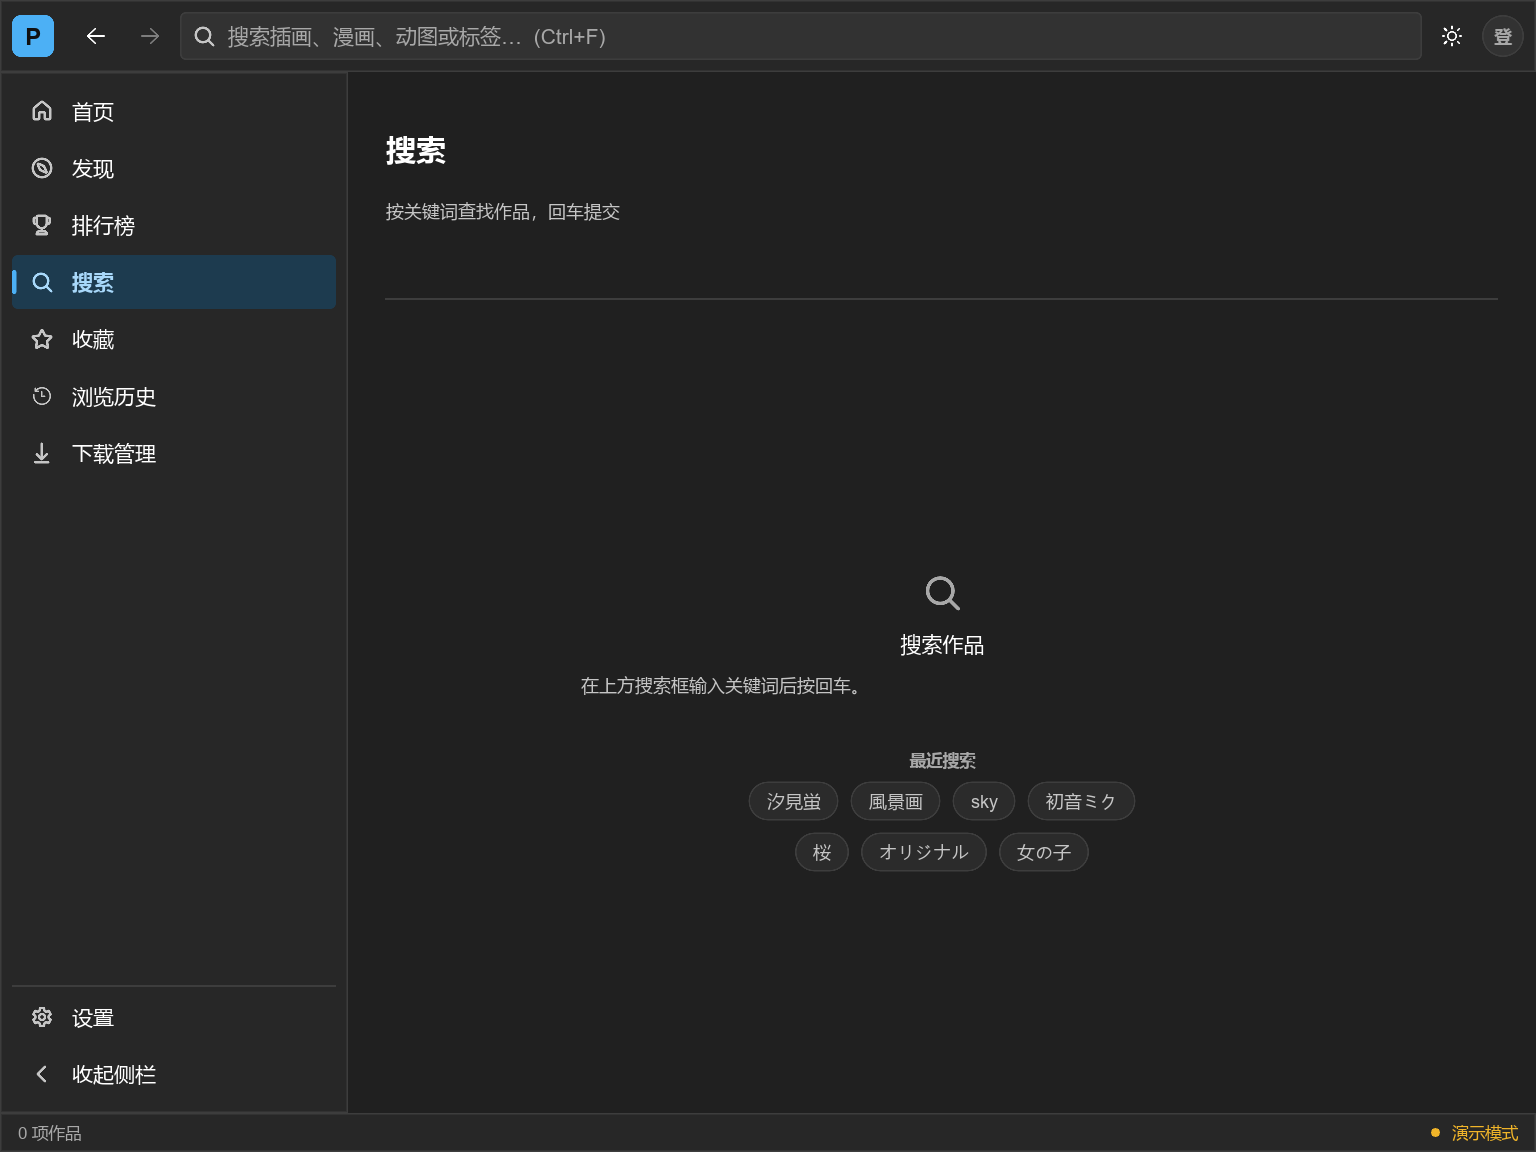 P
搜索插画、漫画、动图或标签… (Ctrl+F)
登
首页
发现
排行榜
搜索
收藏
浏览历史
下载管理
设置
收起侧栏
搜索
按关键词查找作品，回车提交
搜索作品
在上方搜索框输入关键词后按回车。
最近搜索
汐見蛍 風景画 sky 初音ミク
桜 オリジナル 女の子
0 项作品
演示模式